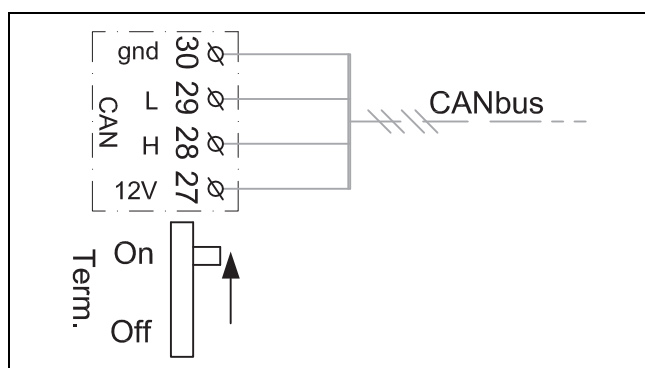 gnd 30
L 29
H 28
12V 27
CAN
CANbus
On
Off
Term.